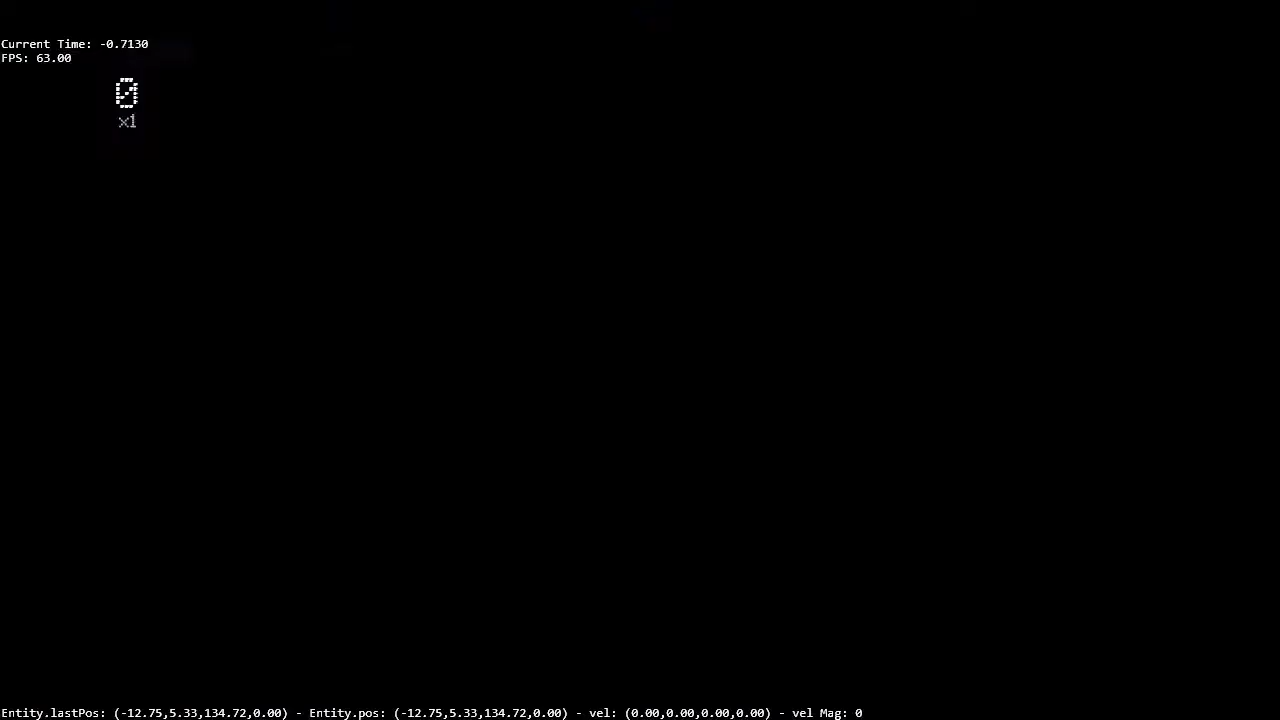 Current Time: -0.7130
FPS: 63.00
0
x1
Entity.lastPos: (-12.75,5.33,134.72,0.00) - Entity.pos: (-12.75,5.33,134.72,0.00) - vel: (0.00,0.00,0.00,0.00) - vel Mag: 0